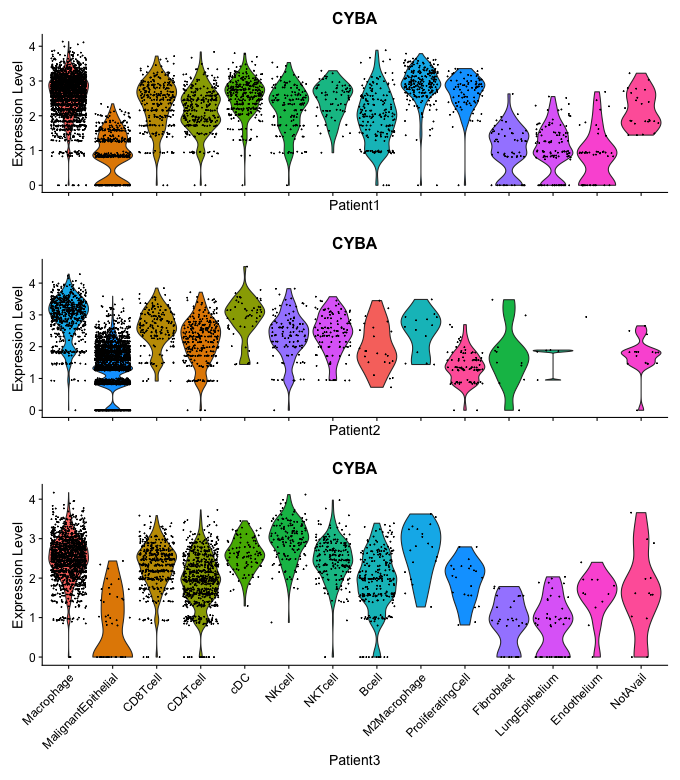 CYBA
Expression Level
4
3
2
1
0
Patient1
CYBA
Expression Level
4
3
2
1
0
Patient2
CYBA
Expression Level
4
3
2
1
0
Macrophage
MalignantEpithelial
CD8Tcell
CD4Tcell
cDC
NKcell
NKTcell
Bcell
M2Macrophage
ProliferatingCell
Fibroblast
LungEpithelium
Endothelium
NotAvail
Patient3